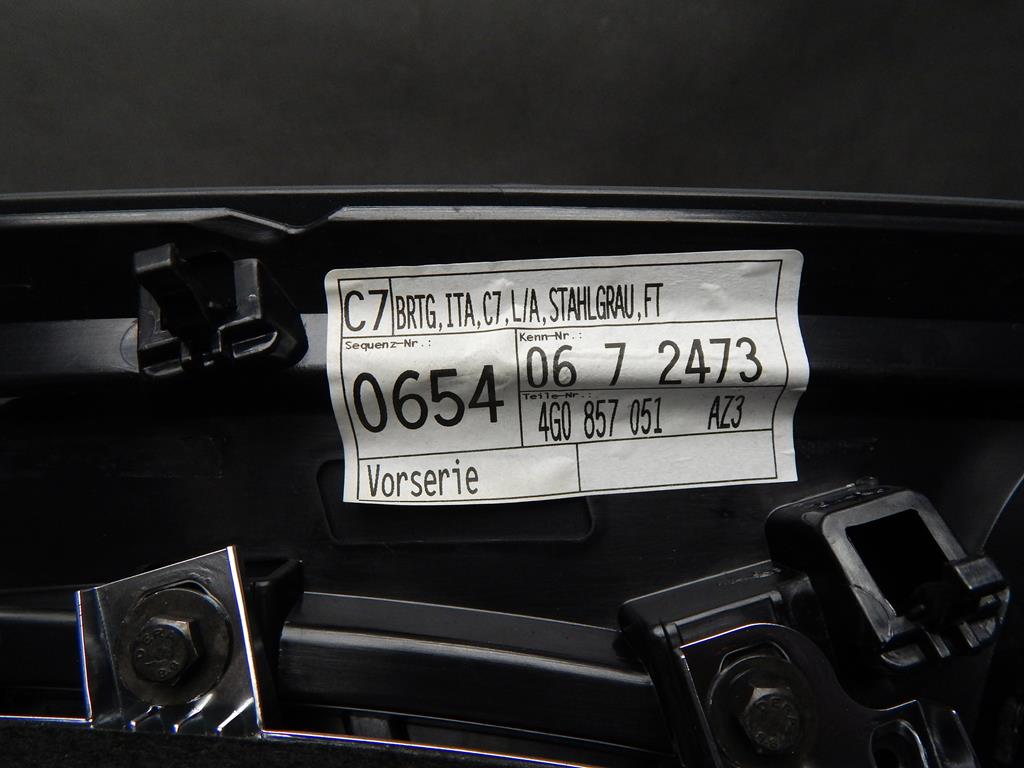 C7 BRTG,ITA,C7,L/A,STAHLGRAU,FT
Sequenz-Nr.:
0654
Kenn-Nr.:
06 7 2473
Teile-Nr.:
4G0 857 051 AZ3
Vorserie